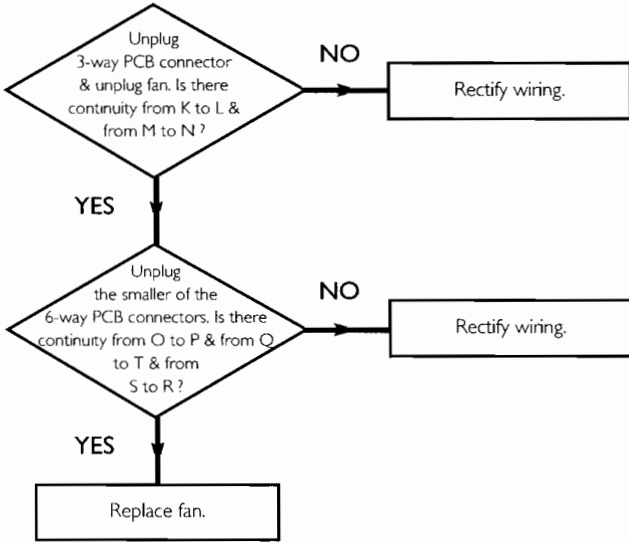 Unplug
3-way PCB connector
& unplug fan. Is there
continuity from K to L &
from M to N ?
NO
Rectify wiring.
YES
Unplug
the smaller of the
6-way PCB connectors. Is there
continuity from O to P & from Q
to T & from
S to R ?
NO
Rectify wiring.
YES
Replace fan.